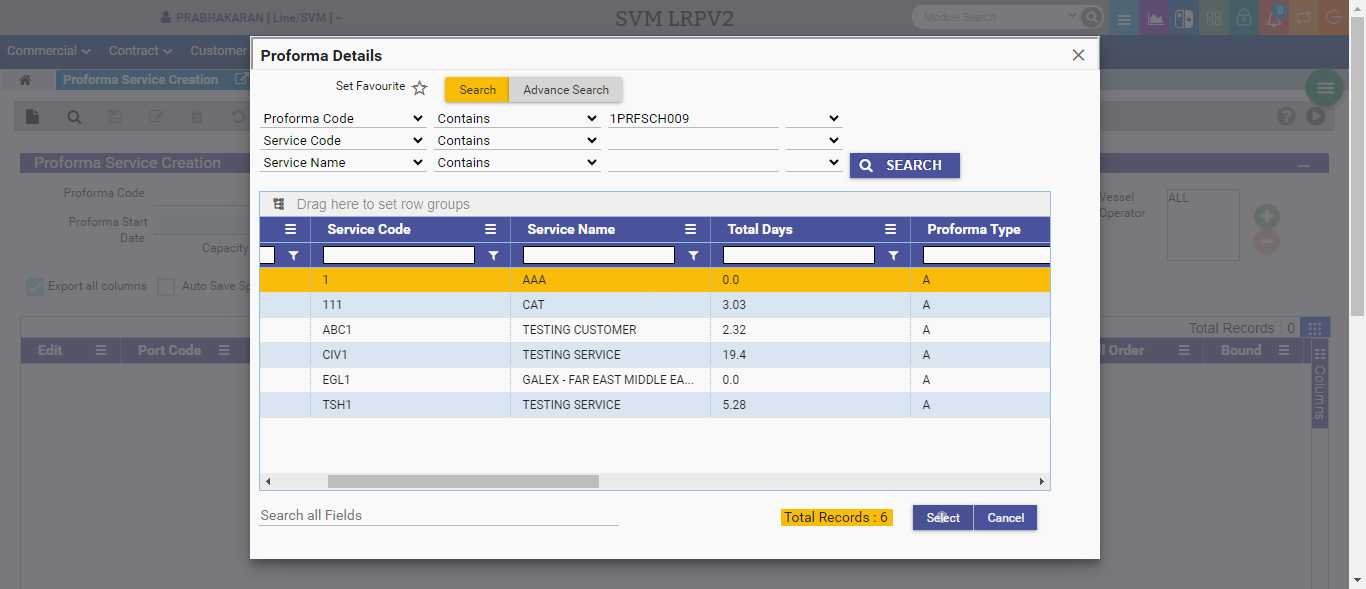 PRABHAKARAN [ Line/SVM ] ~
SVM LRPV2
Module Search
0
Commercial
Contract
Customer
Proforma Service Creation
Proforma Details
Set Favourite
Search
Advance Search
Proforma Code
Contains
1PRFSCH009
Service Code
Contains
Service Name
Contains
SEARCH
Proforma Service Creation
Proforma Code
Proforma Start
Date
Capacity
Vessel
Operator
ALL
Export all columns
Auto Save Sp
Drag here to set row groups
Service Code
Service Name
Total Days
Proforma Type
1
AAA
0.0
A
111
CAT
3.03
A
ABC1
TESTING CUSTOMER
2.32
A
CIV1
TESTING SERVICE
19.4
A
EGL1
GALEX - FAR EAST MIDDLE EA...
0.0
A
TSH1
TESTING SERVICE
5.28
A
Total Records : 0
Edit
Port Code
Order
Bound
Columns
Search all Fields
Total Records : 6
Select
Cancel